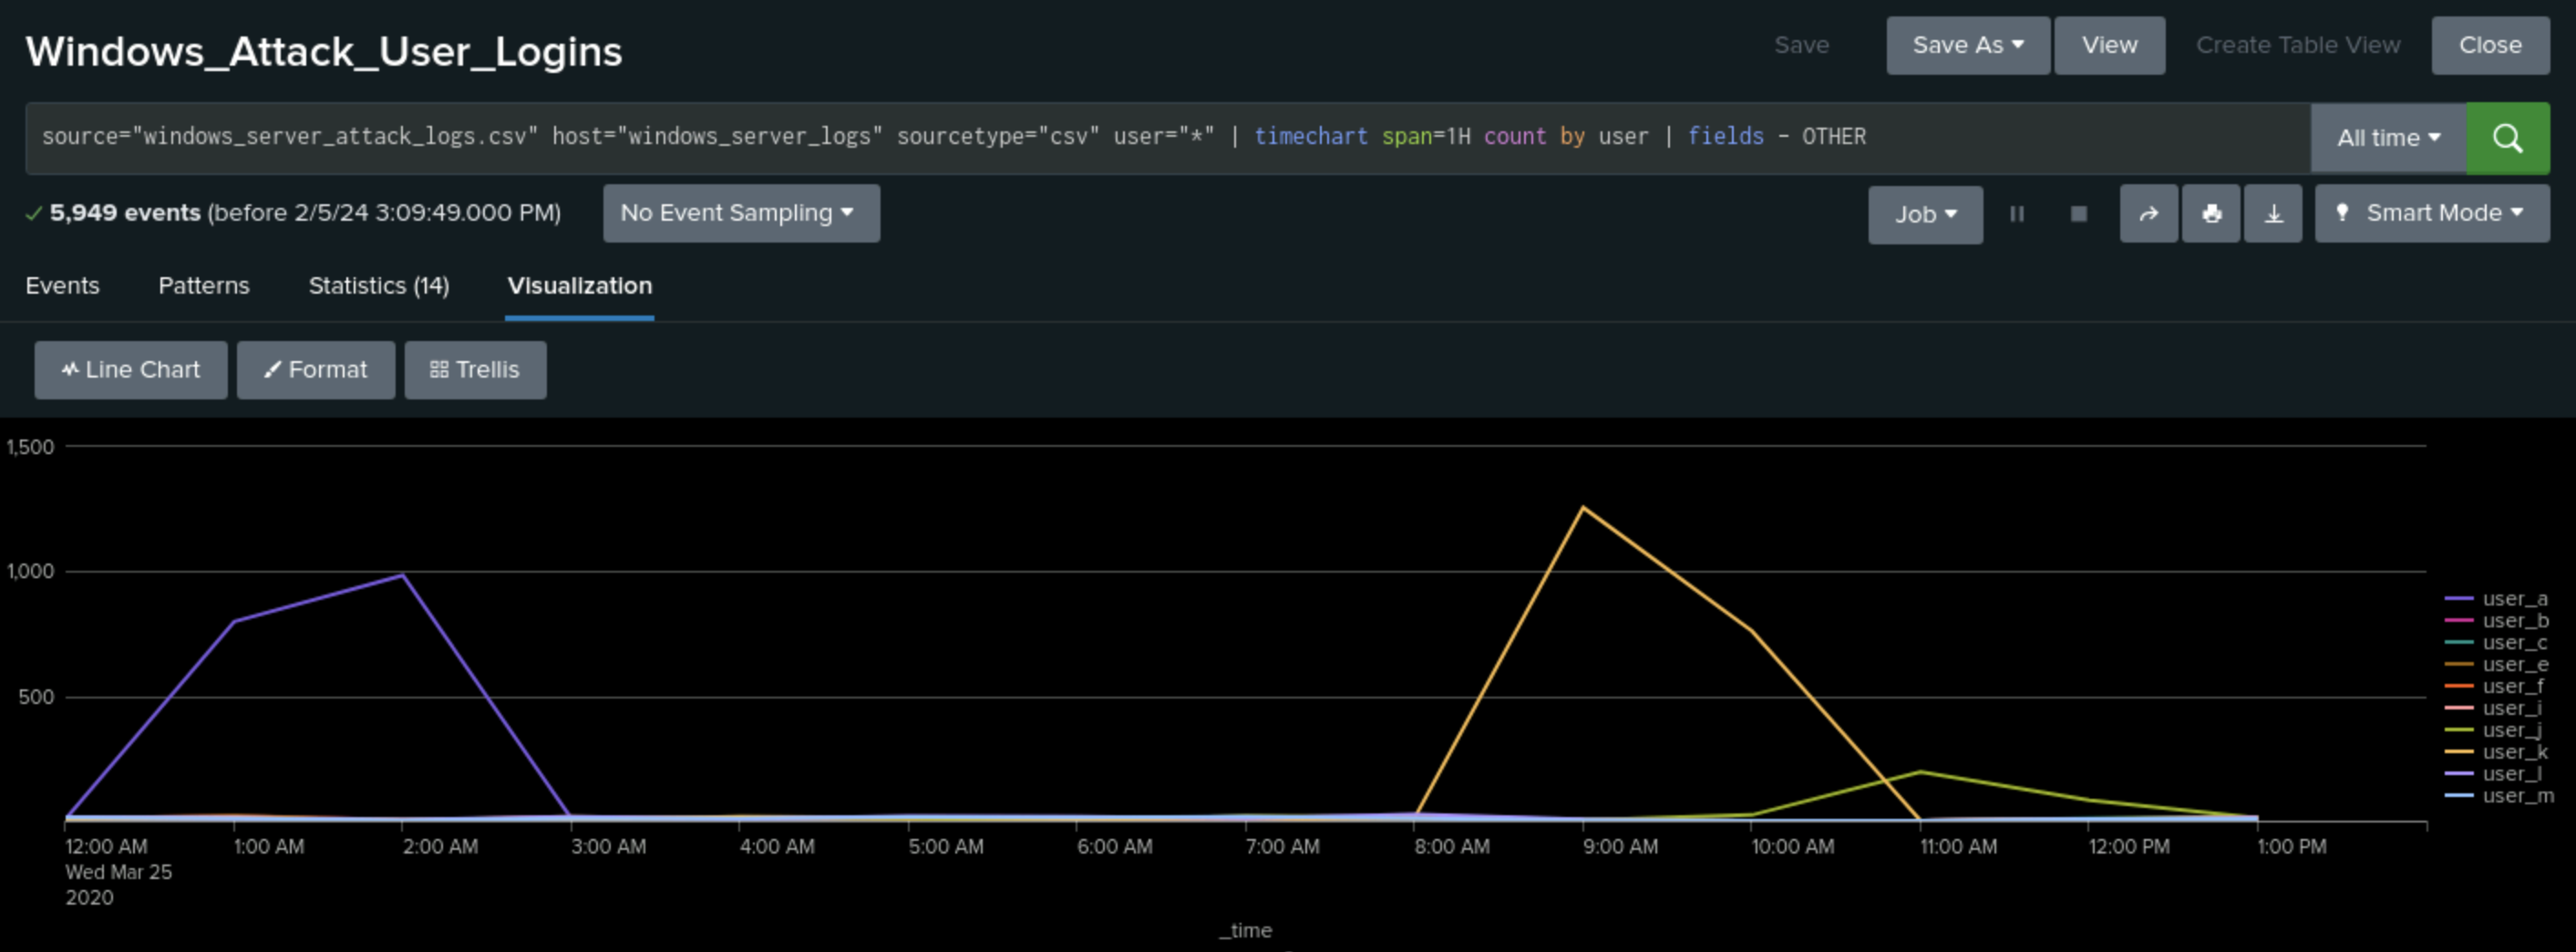 Windows_Attack_User_Logins
Save
Save As
View
Create Table View
Close
source="windows_server_attack_logs.csv" host="windows_server_logs" sourcetype="csv" user="*" | timechart span=1H count by user | fields - OTHER
All time
5,949 events (before 2/5/24 3:09:49.000 PM)
No Event Sampling
Job
Smart Mode
Events
Patterns
Statistics (14)
Visualization
Line Chart
Format
Trellis
1,500
1,000
500
user_a
user_b
user_c
user_e
user_f
user_i
user_j
user_k
user_l
user_m
12:00 AM
Wed Mar 25
2020
1:00 AM
2:00 AM
3:00 AM
4:00 AM
5:00 AM
6:00 AM
7:00 AM
8:00 AM
9:00 AM
10:00 AM
11:00 AM
12:00 PM
1:00 PM
_time